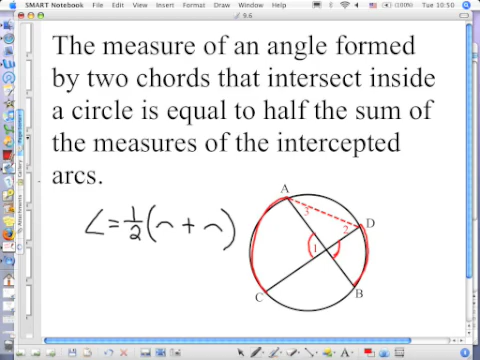 SMART Notebook File Edit View Insert Format Draw Window Help (100%) Tue 10:50
9.6
The measure of an angle formed
by two chords that intersect inside
a circle is equal to half the sum of
the measures of the intercepted
arcs.
∠ = 1/2 (⌒ + ⌒)
A
3
D
2
1
C
B